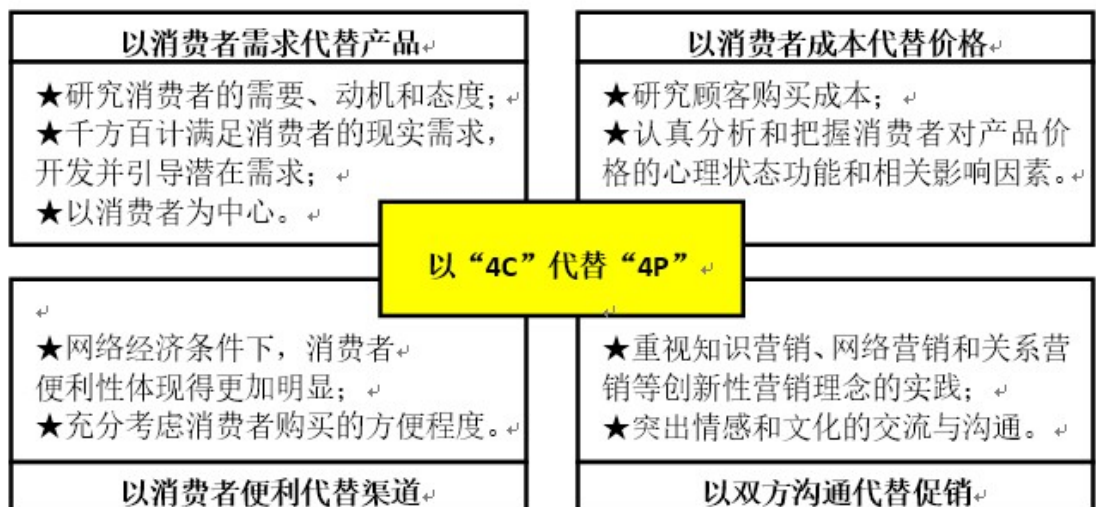 以消费者需求代替产品
★研究消费者的需要、动机和态度；
★千方百计满足消费者的现实需求，
开发并引导潜在需求；
★以消费者为中心。
以消费者成本代替价格
★研究顾客购买成本；
★认真分析和把握消费者对产品价
格的心理状态功能和相关影响因素。
以“4C”代替“4P”
★网络经济条件下，消费者
便利性体现得更加明显；
★充分考虑消费者购买的方便程度。
以消费者便利代替渠道
★重视知识营销、网络营销和关系营
销等创新性营销理念的实践；
★突出情感和文化的交流与沟通。
以双方沟通代替促销